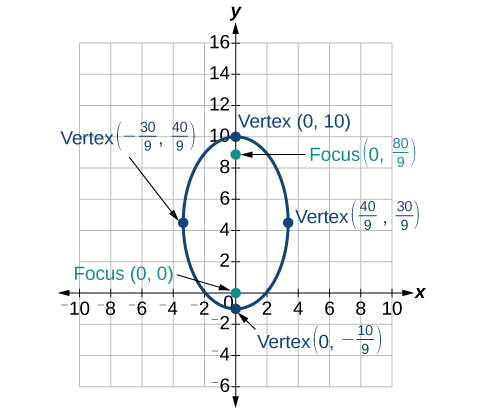 y
16
14
12
10
Vertex (0, 10)
Vertex(−30/9, 40/9)
Focus(0, 80/9)
8
6
Vertex(40/9, 30/9)
4
2
Focus (0, 0)
0
−10 −8 −6 −4 −2 2 4 6 8 10 x
−2
Vertex(0, −10/9)
−4
−6